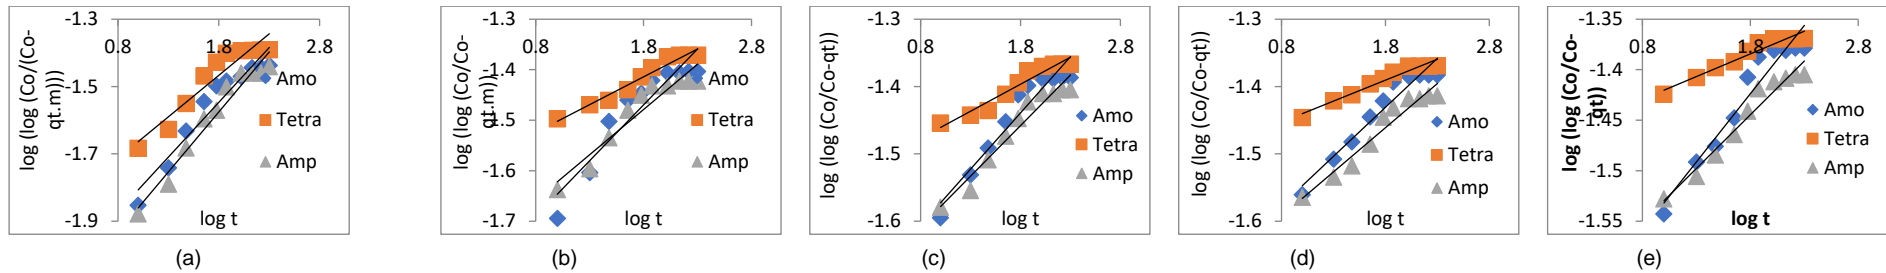 log (log (Co/(Co-
qt.m)))
-1.3
-1.5
-1.7
-1.9
0.8
1.8
2.8
Amo
Tetra
Amp
log t
(a)
log (log (Co/(Co-
qt.m)))
-1.3
-1.4
-1.5
-1.6
-1.7
0.8
1.8
2.8
Amo
Tetra
Amp
log t
(b)
log (log (Co/Co-qt))
-1.3
-1.4
-1.5
-1.6
0.8
1.8
2.8
Amo
Tetra
Amp
log t
(c)
log (log (Co/Co-qt))
-1.3
-1.4
-1.5
-1.6
0.8
1.8
2.8
Amo
Tetra
Amp
log t
(d)
log (log (Co/Co-
qt))
-1.35
-1.4
-1.45
-1.5
-1.55
0.8
1.8
2.8
Amo
Tetra
Amp
log t
(e)